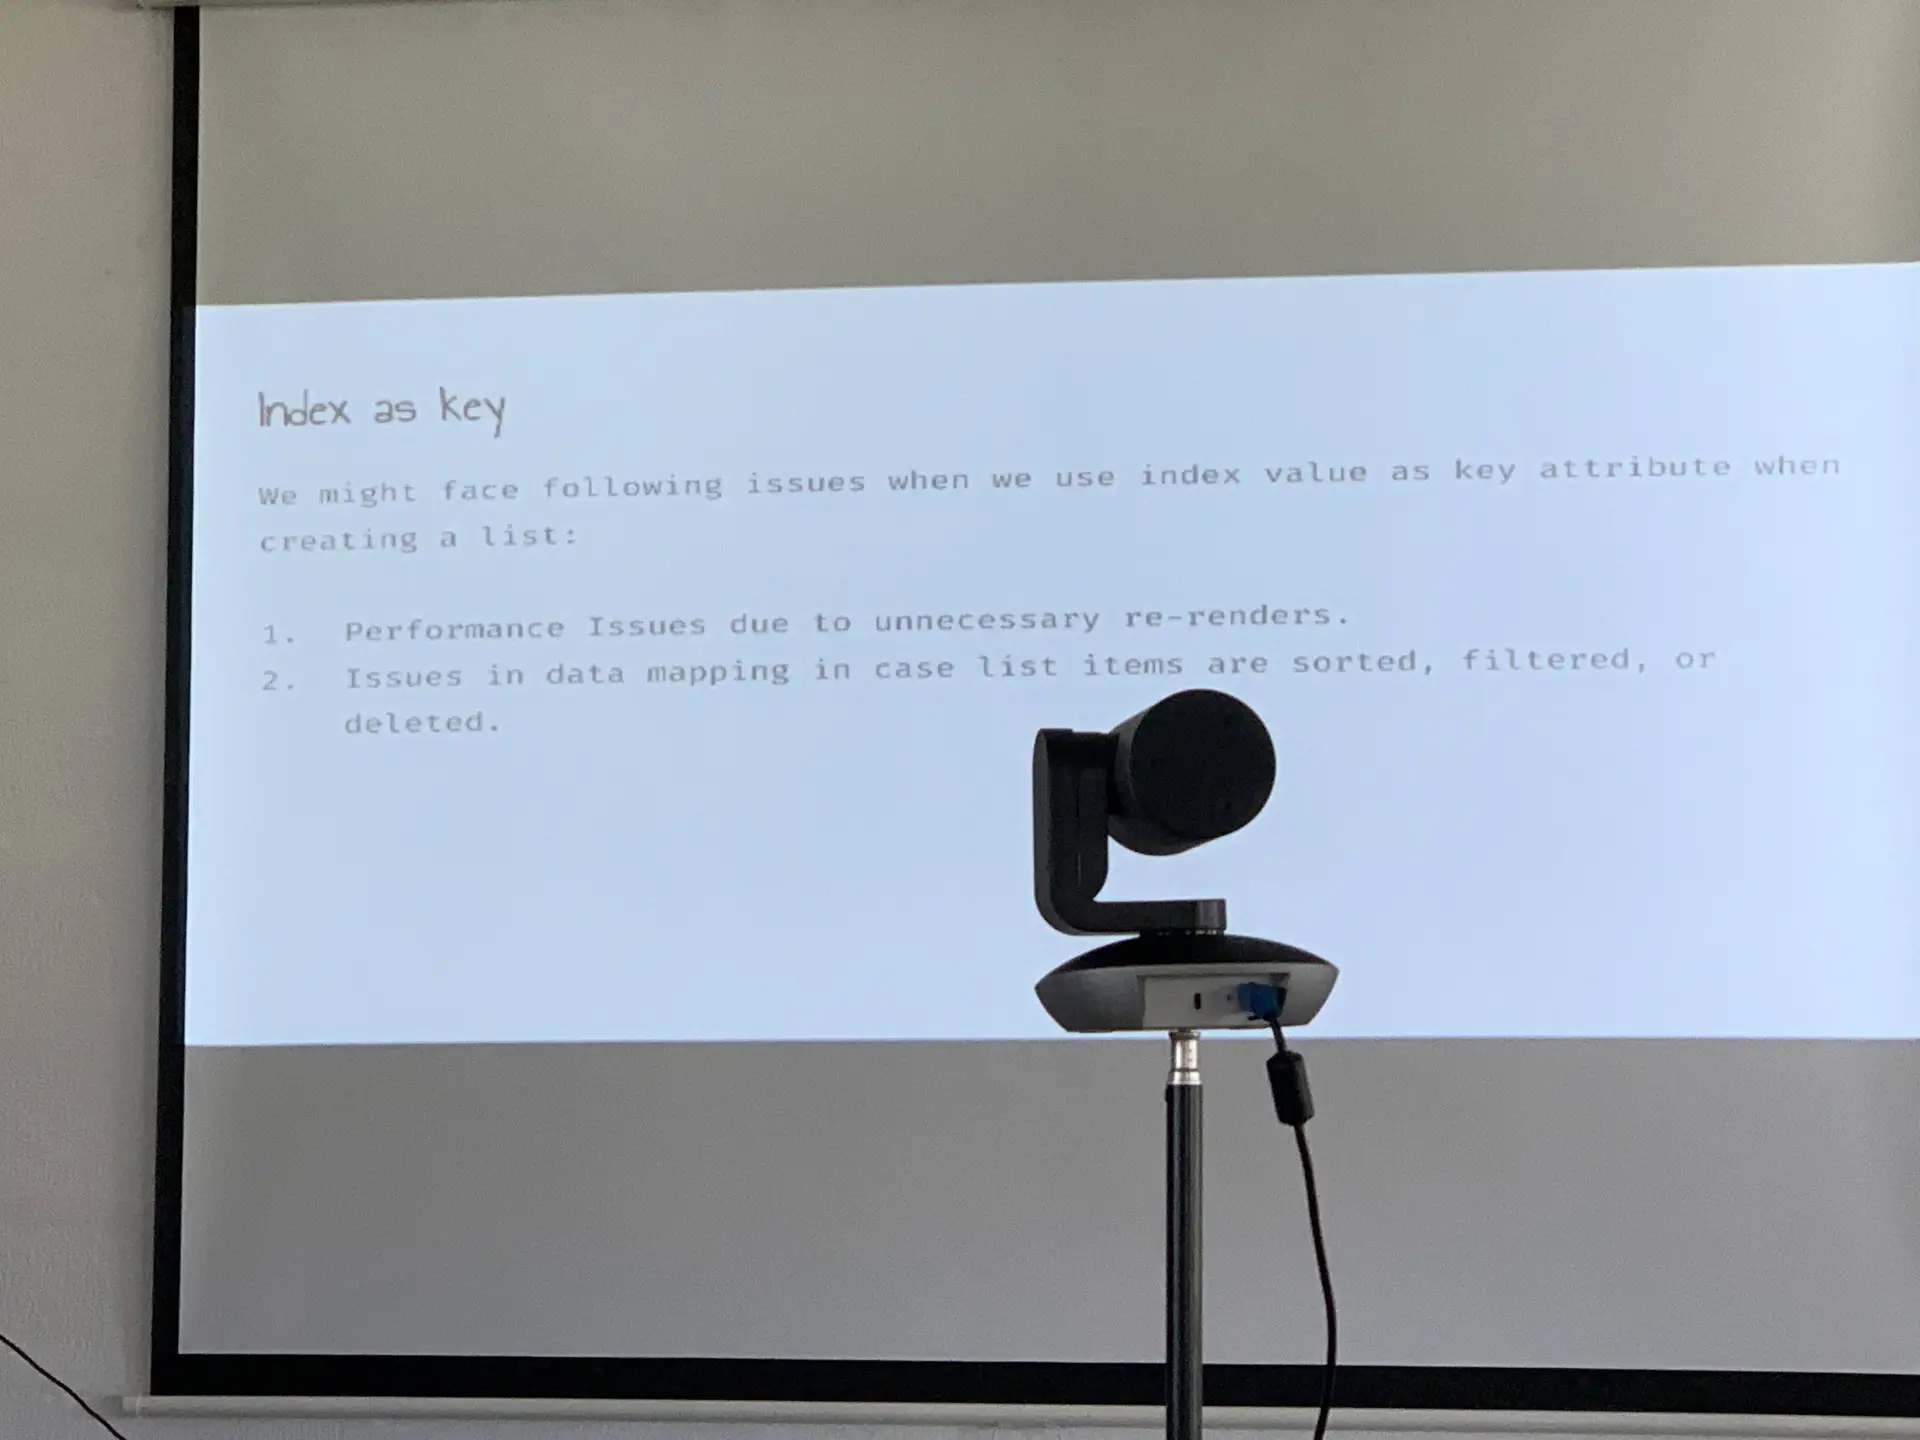 Index as key
We might face following issues when we use index value as key attribute when
creating a list:
1. Performance Issues due to unnecessary re-renders.
2. Issues in data mapping in case list items are sorted, filtered, or
deleted.